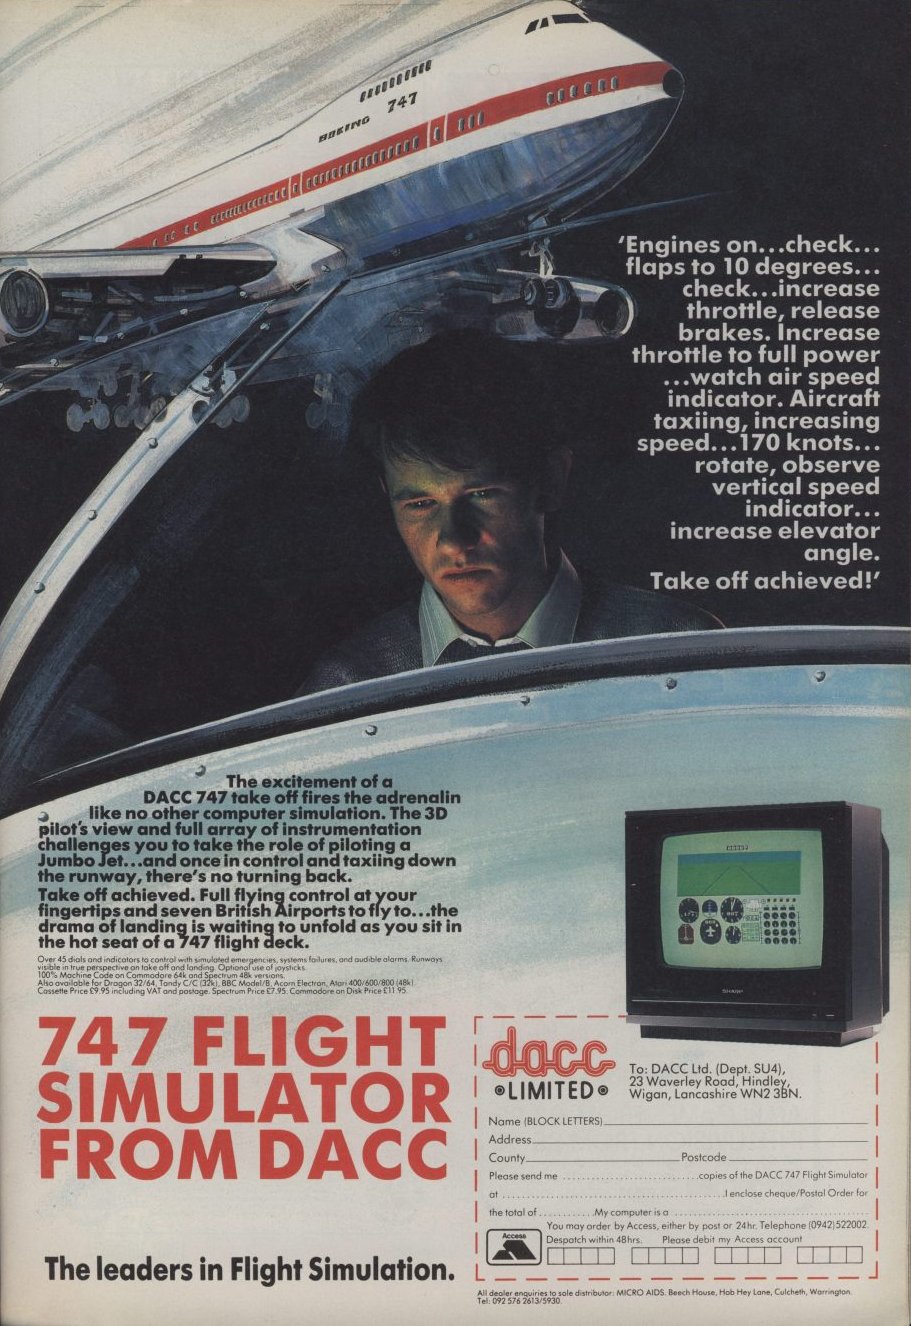 BOEING 747
'Engines on...check...
flaps to 10 degrees...
check...increase
throttle, release
brakes. Increase
throttle to full power
...watch air speed
indicator. Aircraft
taxiing, increasing
speed...170 knots...
rotate, observe
vertical speed
indicator...
increase elevator
angle.
Take off achieved!'
The excitement of a
DACC 747 take off fires the adrenalin
like no other computer simulation. The 3D
pilot's view and full array of instrumentation
challenges you to take the role of piloting a
Jumbo Jet...and once in control and taxiing down
the runway, there's no turning back.
Take off achieved. Full flying control at your
fingertips and seven British Airports to fly to...the
drama of landing is waiting to unfold as you sit in
the hot seat of a 747 flight deck.
Over 45 dials and indicators to control with simulated emergencies, systems failures, and audible alarms. Runways
visible in true perspective on take off and landing. Optional use of joysticks.
100% Machine Code on Commodore 64k and Spectrum 48k versions.
Also available for Dragon 32/64, Tandy C/C (32k), BBC Model/B, Acorn Electron, Atari 400/600/800 (48k).
Cassette Price £9.95 including VAT and postage. Spectrum Price £7.95. Commodore on Disk Price £11.95.
SHARP
747 FLIGHT
SIMULATOR
FROM DACC
The leaders in Flight Simulation.
dacc
LIMITED
To: DACC Ltd. (Dept. SU4),
23 Waverley Road, Hindley,
Wigan, Lancashire WN2 3BN.
Name (BLOCK LETTERS)
Address
County Postcode
Please send me copies of the DACC 747 Flight Simulator
at I enclose cheque/Postal Order for
the total of My computer is a
You may order by Access, either by post or 24hr. Telephone (0942) 522002.
Access
Despatch within 48hrs. Please debit my Access account
All dealer enquiries to sole distributor: MICRO AIDS. Beech House, Hob Hey Lane, Culcheth, Warrington.
Tel: 092 576 2613/5930.